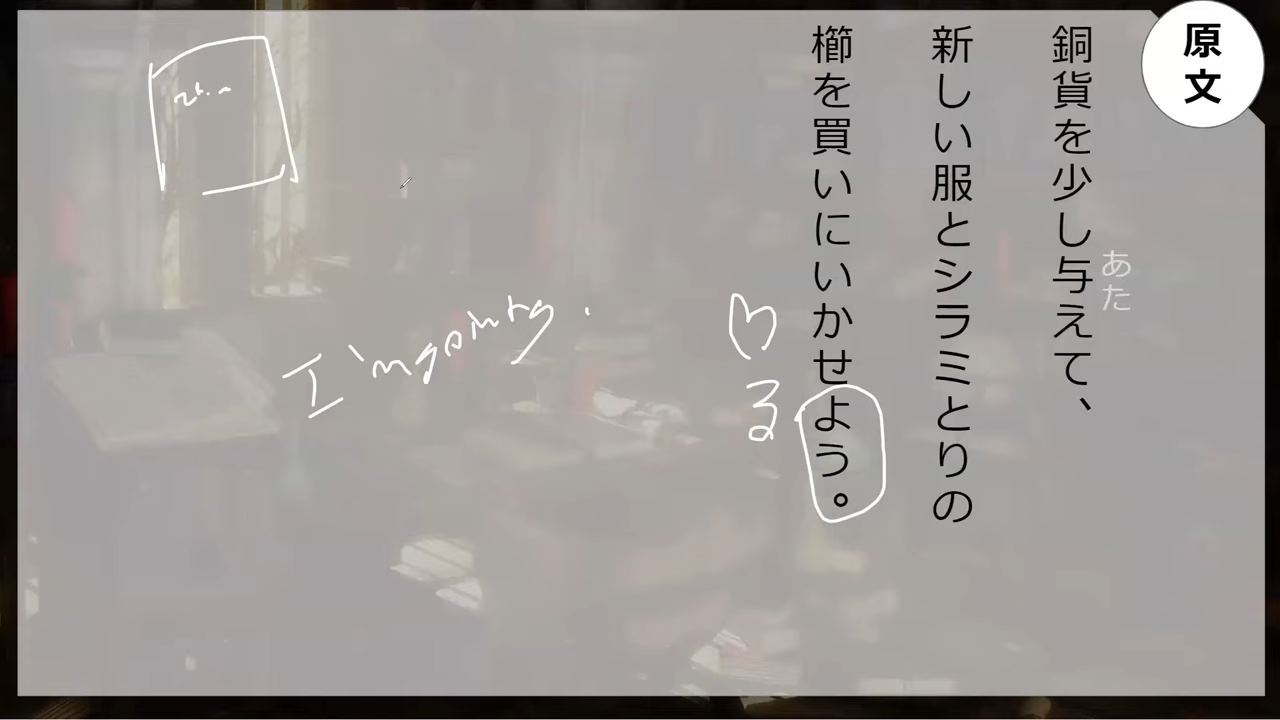 原文
銅貨を少し与えて、
あた
新しい服とシラミとりの
櫛を買いにいかせよう。
る
I'm going